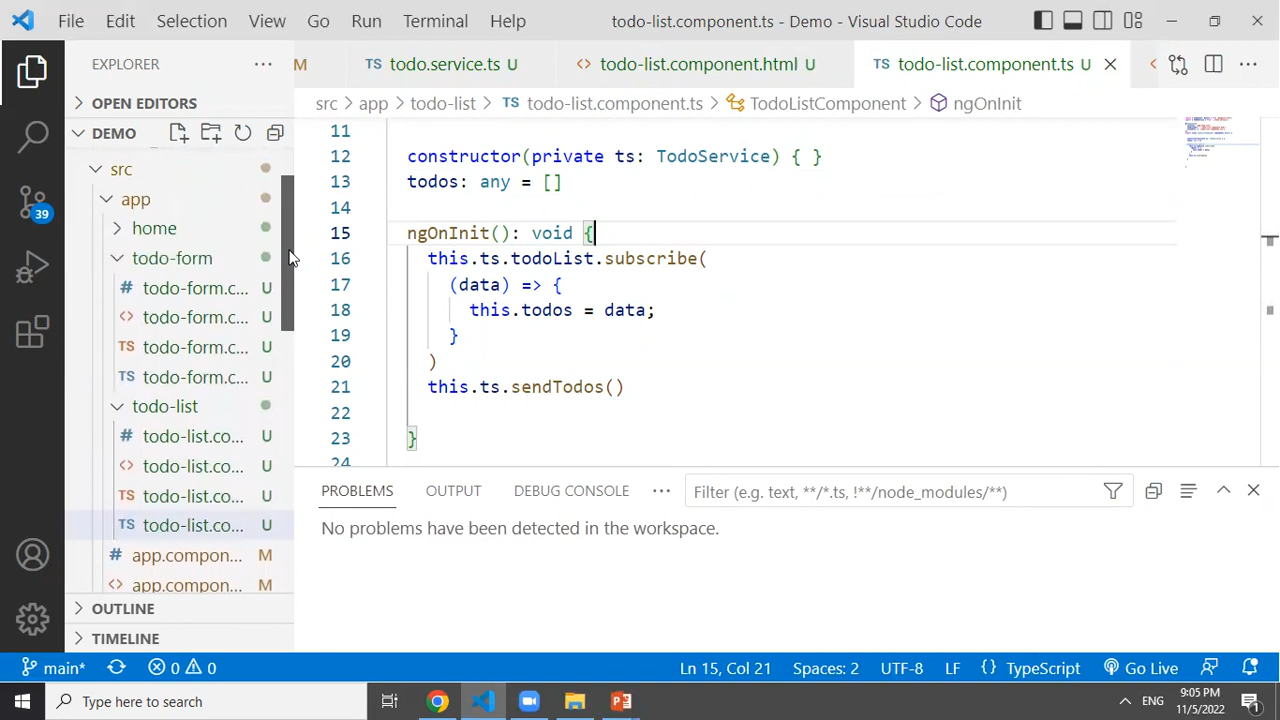 File Edit Selection View Go Run Terminal Help todo-list.component.ts - Demo - Visual Studio Code
EXPLORER ··· M TS todo.service.ts U <> todo-list.component.html U TS todo-list.component.ts U ···
OPEN EDITORS
src > app > todo-list > TS todo-list.component.ts > TodoListComponent > ngOnInit
DEMO
src
app
home
todo-form
# todo-form.c... U
<> todo-form.c... U
TS todo-form.c... U
TS todo-form.c... U
todo-list
# todo-list.co... U
<> todo-list.co... U
TS todo-list.co... U
TS todo-list.co... U
# app.compon... M
<> app.compon... M
OUTLINE
TIMELINE
39
11
12 constructor(private ts: TodoService) { }
13 todos: any = []
14
15 ngOnInit(): void {
16 this.ts.todoList.subscribe(
17 (data) => {
18 this.todos = data;
19 }
20 )
21 this.ts.sendTodos()
22
23 }
24
PROBLEMS OUTPUT DEBUG CONSOLE ··· Filter (e.g. text, **/*.ts, !**/node_modules/**)
No problems have been detected in the workspace.
main* 0 0 Ln 15, Col 21 Spaces: 2 UTF-8 LF {} TypeScript Go Live
Type here to search ENG 9:05 PM
11/5/2022 1